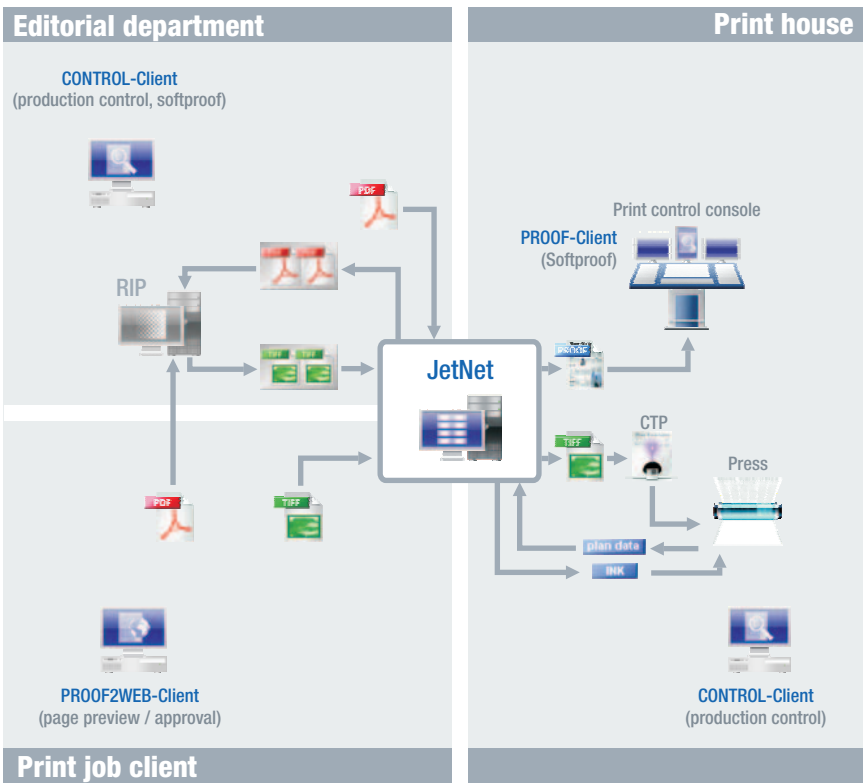 Editorial department
Print house
CONTROL-Client
(production control, softproof)
PDF
Print control console
PROOF-Client
(Softproof)
RIP
TIFF TIFF
JetNet
PROOF
TIFF
CTP
Press
PDF
TIFF
plan data
INK
PROOF2WEB-Client
(page preview / approval)
CONTROL-Client
(production control)
Print job client